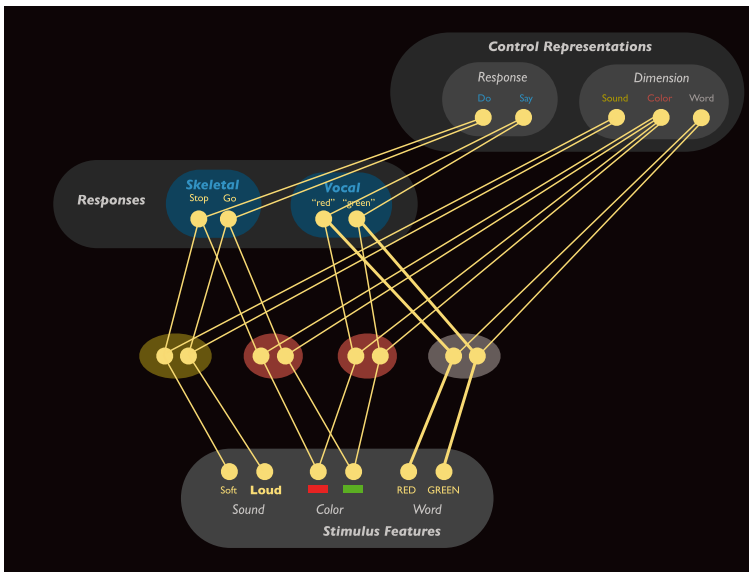 Control Representations
Response
Dimension
Do
Say
Sound
Color
Word
Skeletal
Vocal
Stop
Go
Responses
“red”
“green”
Soft
Loud
RED
GREEN
Sound
Color
Word
Stimulus Features